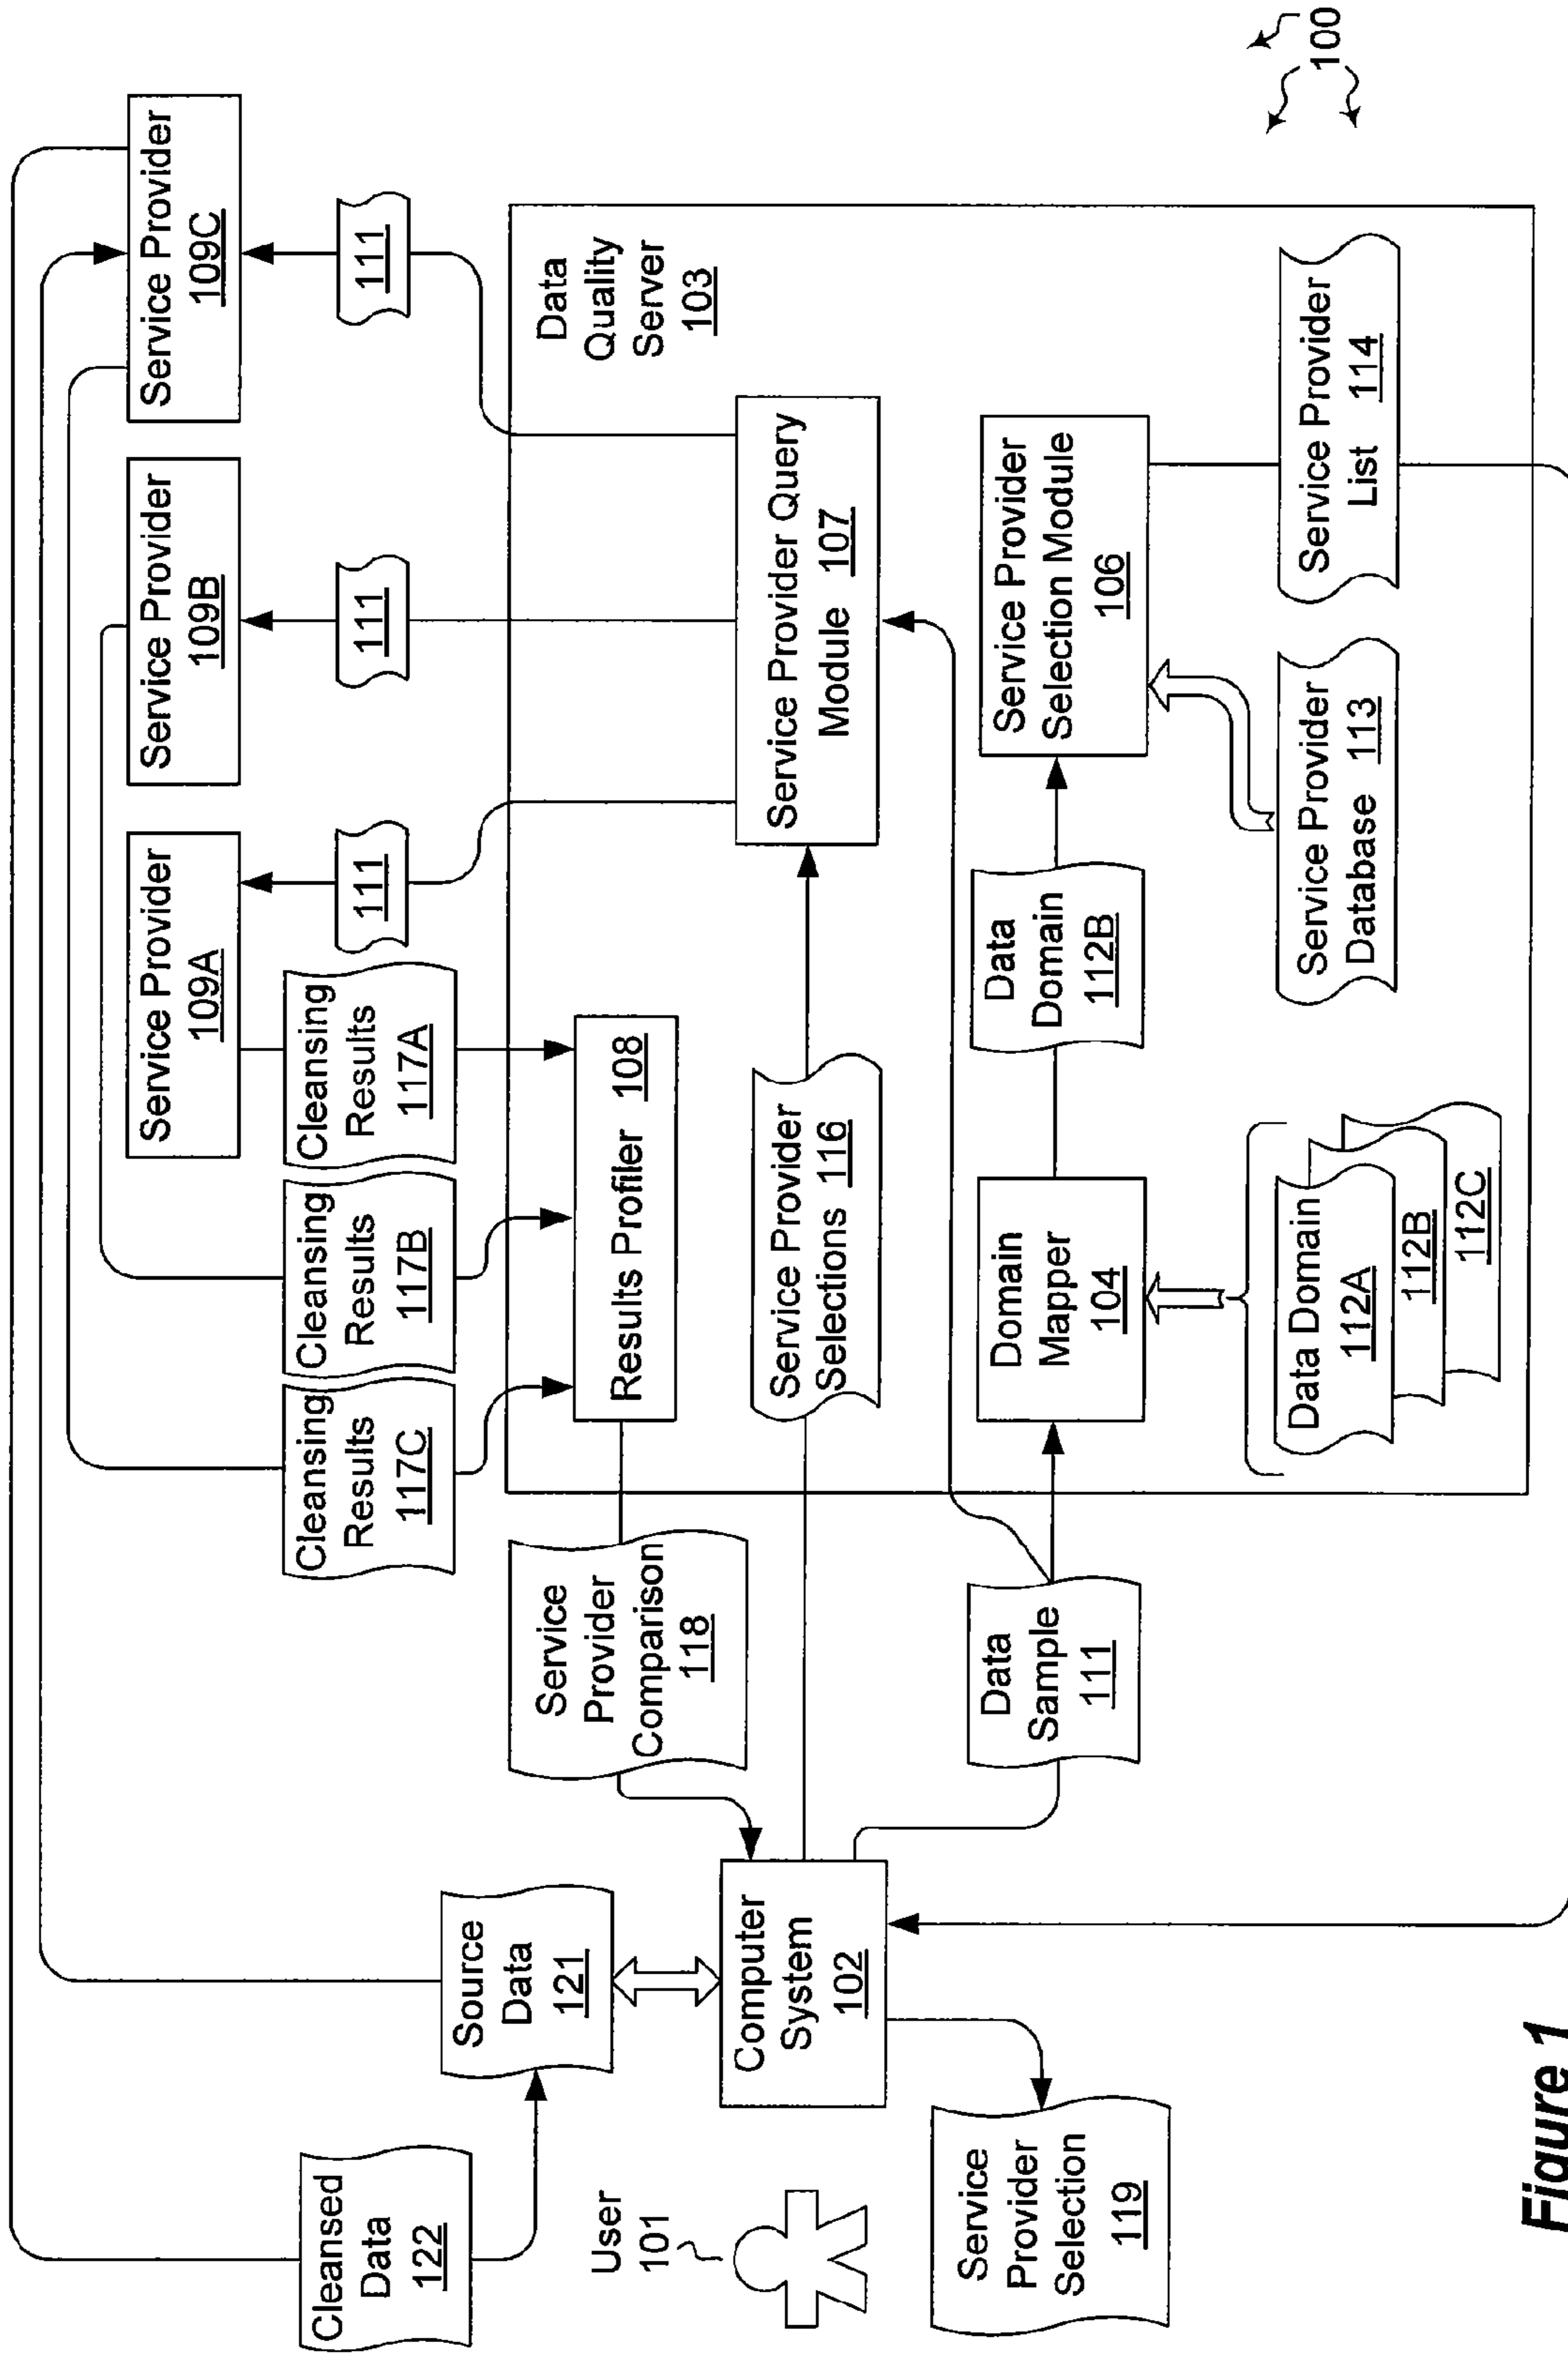 Cleansed
Data
122
Source
Data
121
User
101
Computer
System
102
Service
Provider
Selection
119
Service
Provider
Comparison
118
Data
Sample
111
Cleansing
Results
117C
Cleansing
Results
117B
Cleansing
Results
117A
Service Provider
109A
Service Provider
109B
Service Provider
109C
111
111
111
Data
Quality
Server
103
Results Profiler 108
Service Provider
Selections 116
Service Provider Query
Module 107
Domain
Mapper
104
Data
Domain
112B
Service Provider
Selection Module
106
Data Domain
112A
112B
112C
Service Provider
Database 113
Service Provider
List 114
100
Figure 1